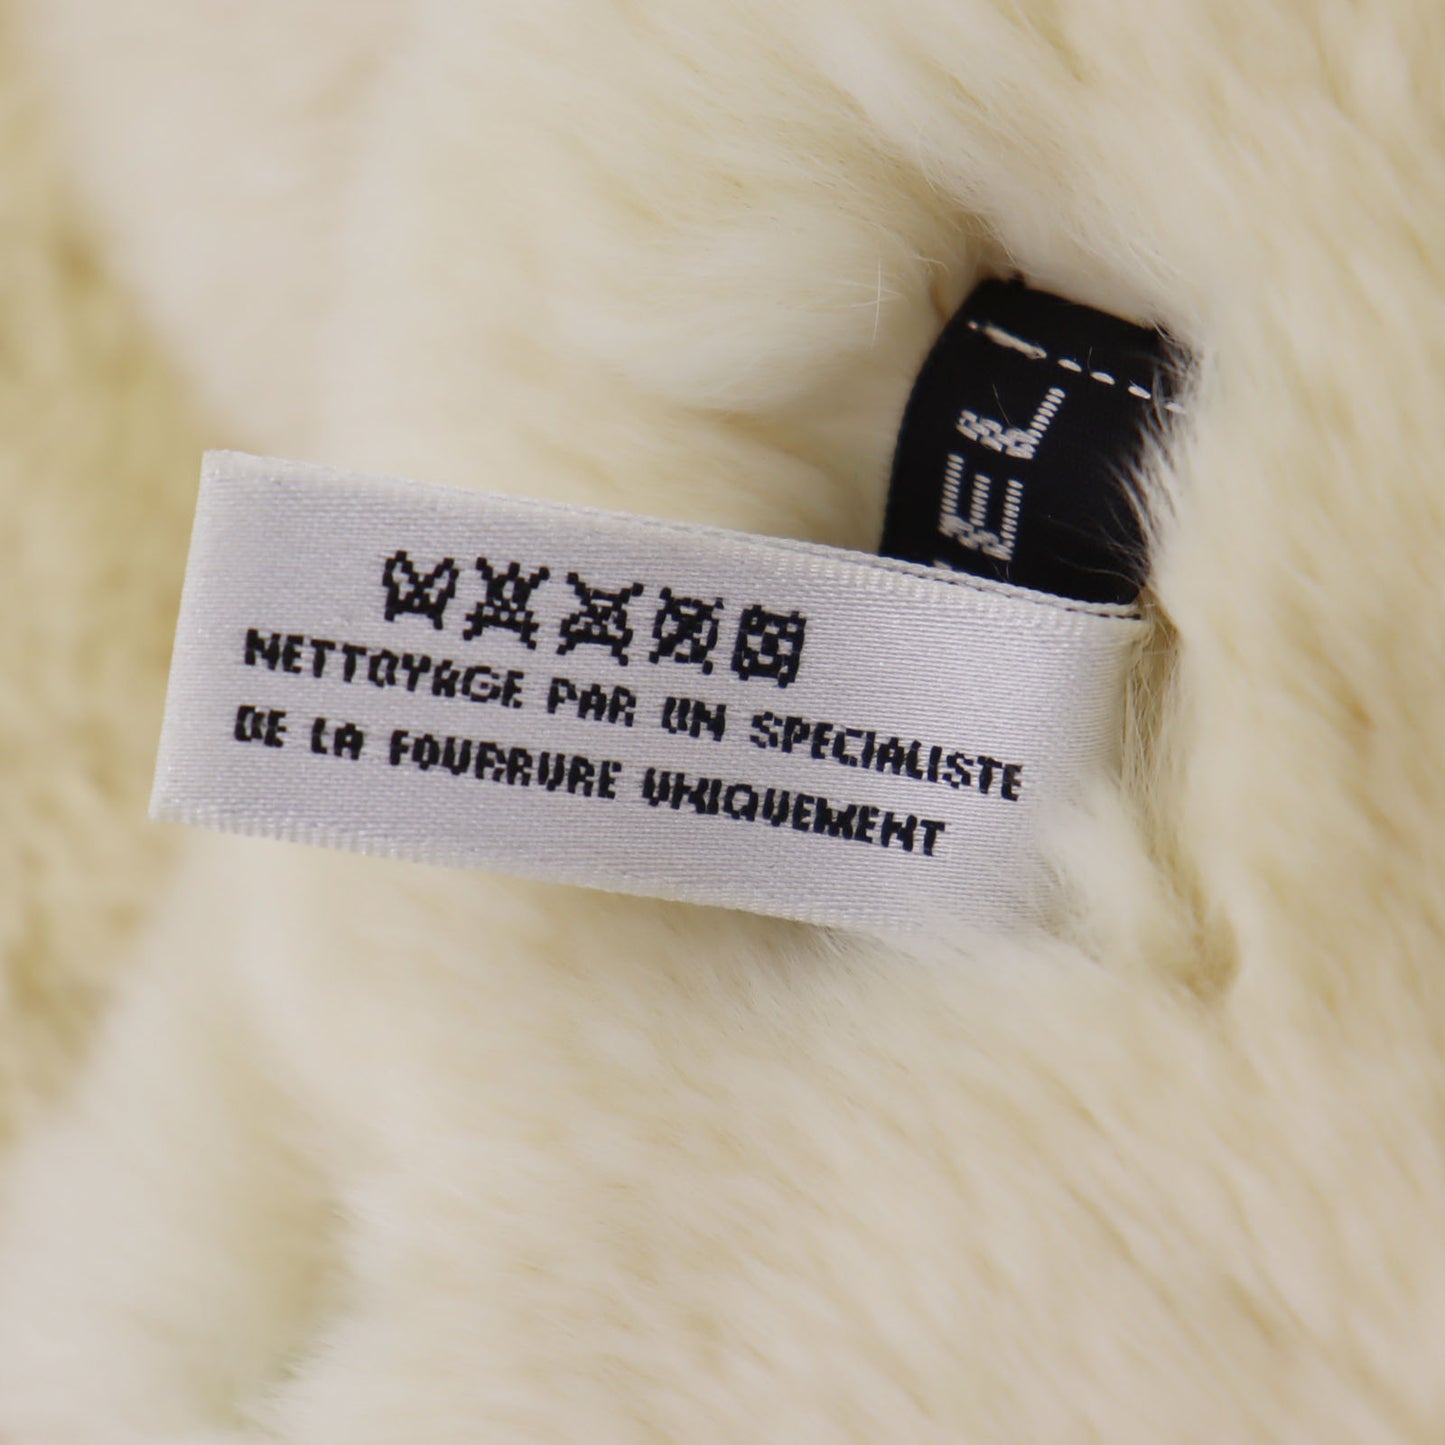 NETTOYAGE PAR UN SPECIALISTE
DE LA FOURRURE UNIQUEMENT